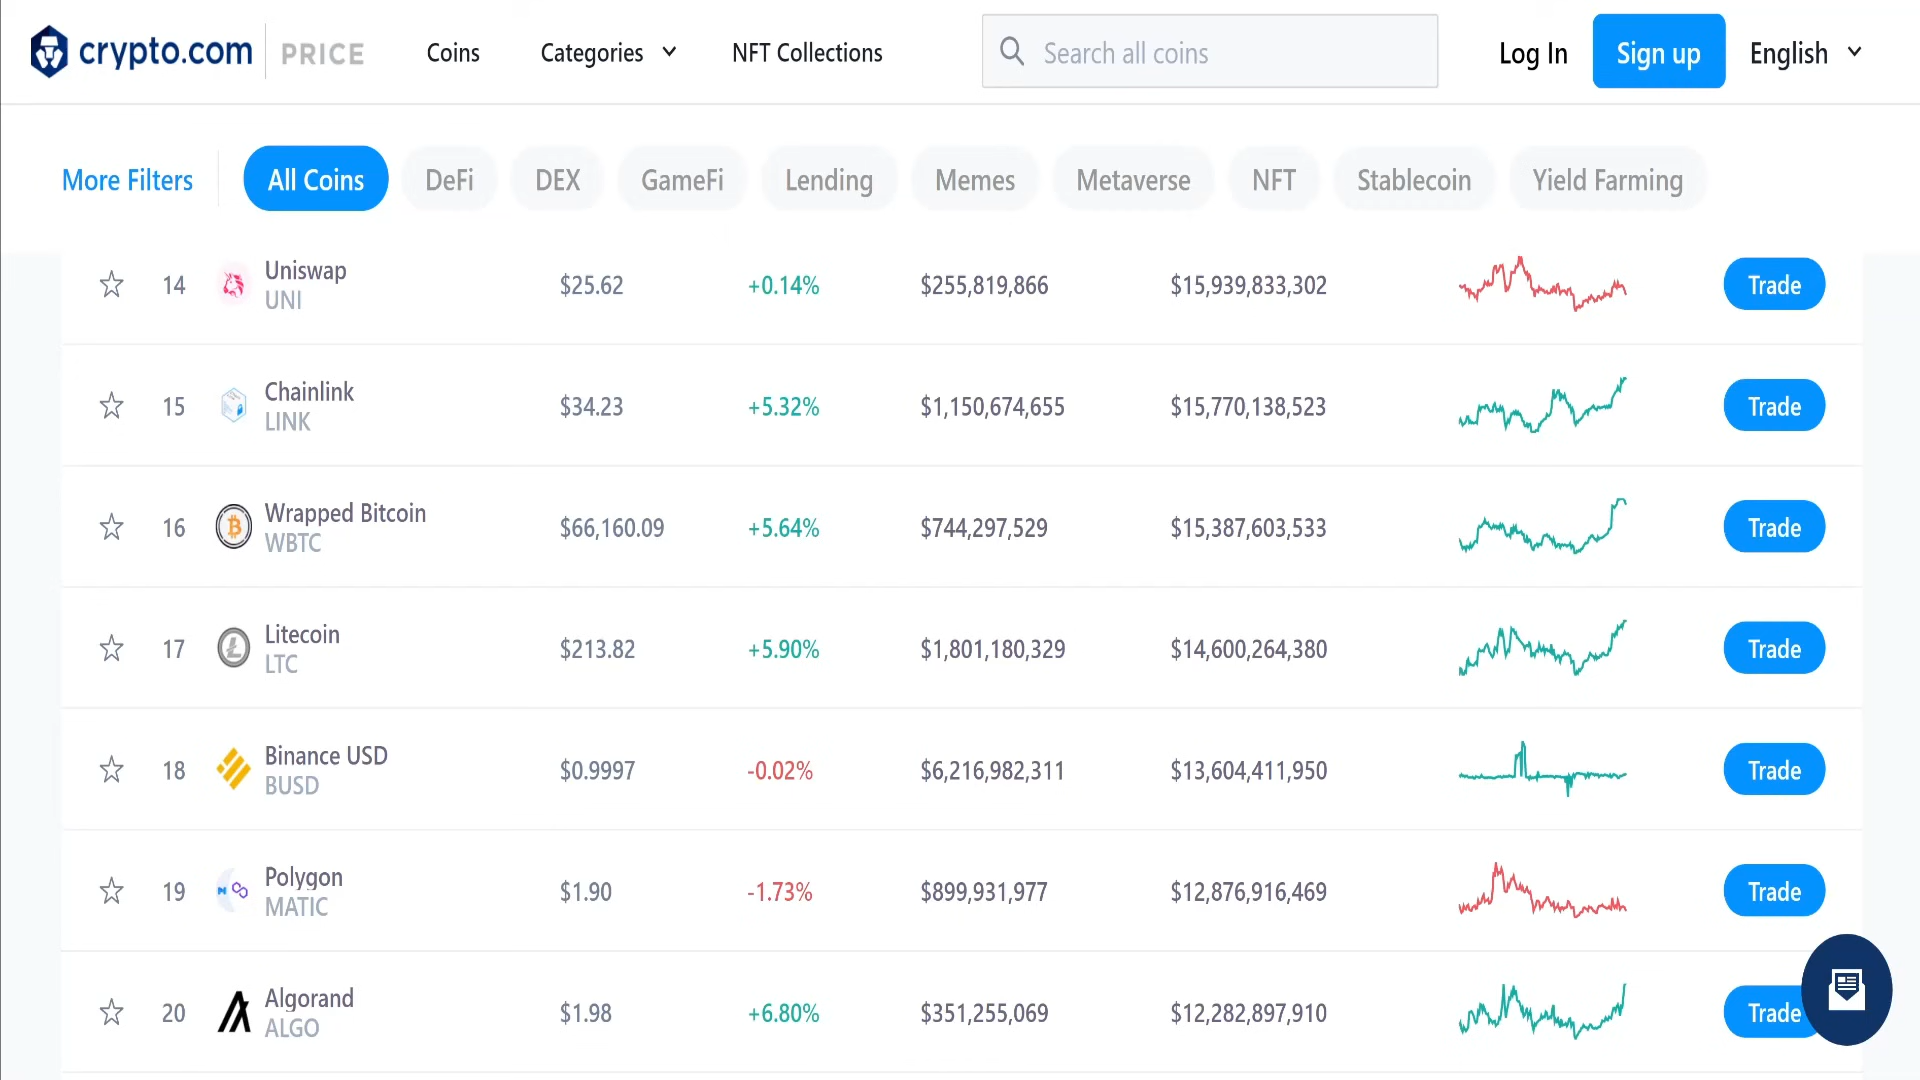 crypto.com PRICE Coins Categories NFT Collections Search all coins Log In Sign up English
More Filters All Coins DeFi DEX GameFi Lending Memes Metaverse NFT Stablecoin Yield Farming
14 Uniswap UNI $25.62 +0.14% $255,819,866 $15,939,833,302 Trade
15 Chainlink LINK $34.23 +5.32% $1,150,674,655 $15,770,138,523 Trade
16 Wrapped Bitcoin WBTC $66,160.09 +5.64% $744,297,529 $15,387,603,533 Trade
17 Litecoin LTC $213.82 +5.90% $1,801,180,329 $14,600,264,380 Trade
18 Binance USD BUSD $0.9997 -0.02% $6,216,982,311 $13,604,411,950 Trade
19 Polygon MATIC $1.90 -1.73% $899,931,977 $12,876,916,469 Trade
20 Algorand ALGO $1.98 +6.80% $351,255,069 $12,282,897,910 Trade